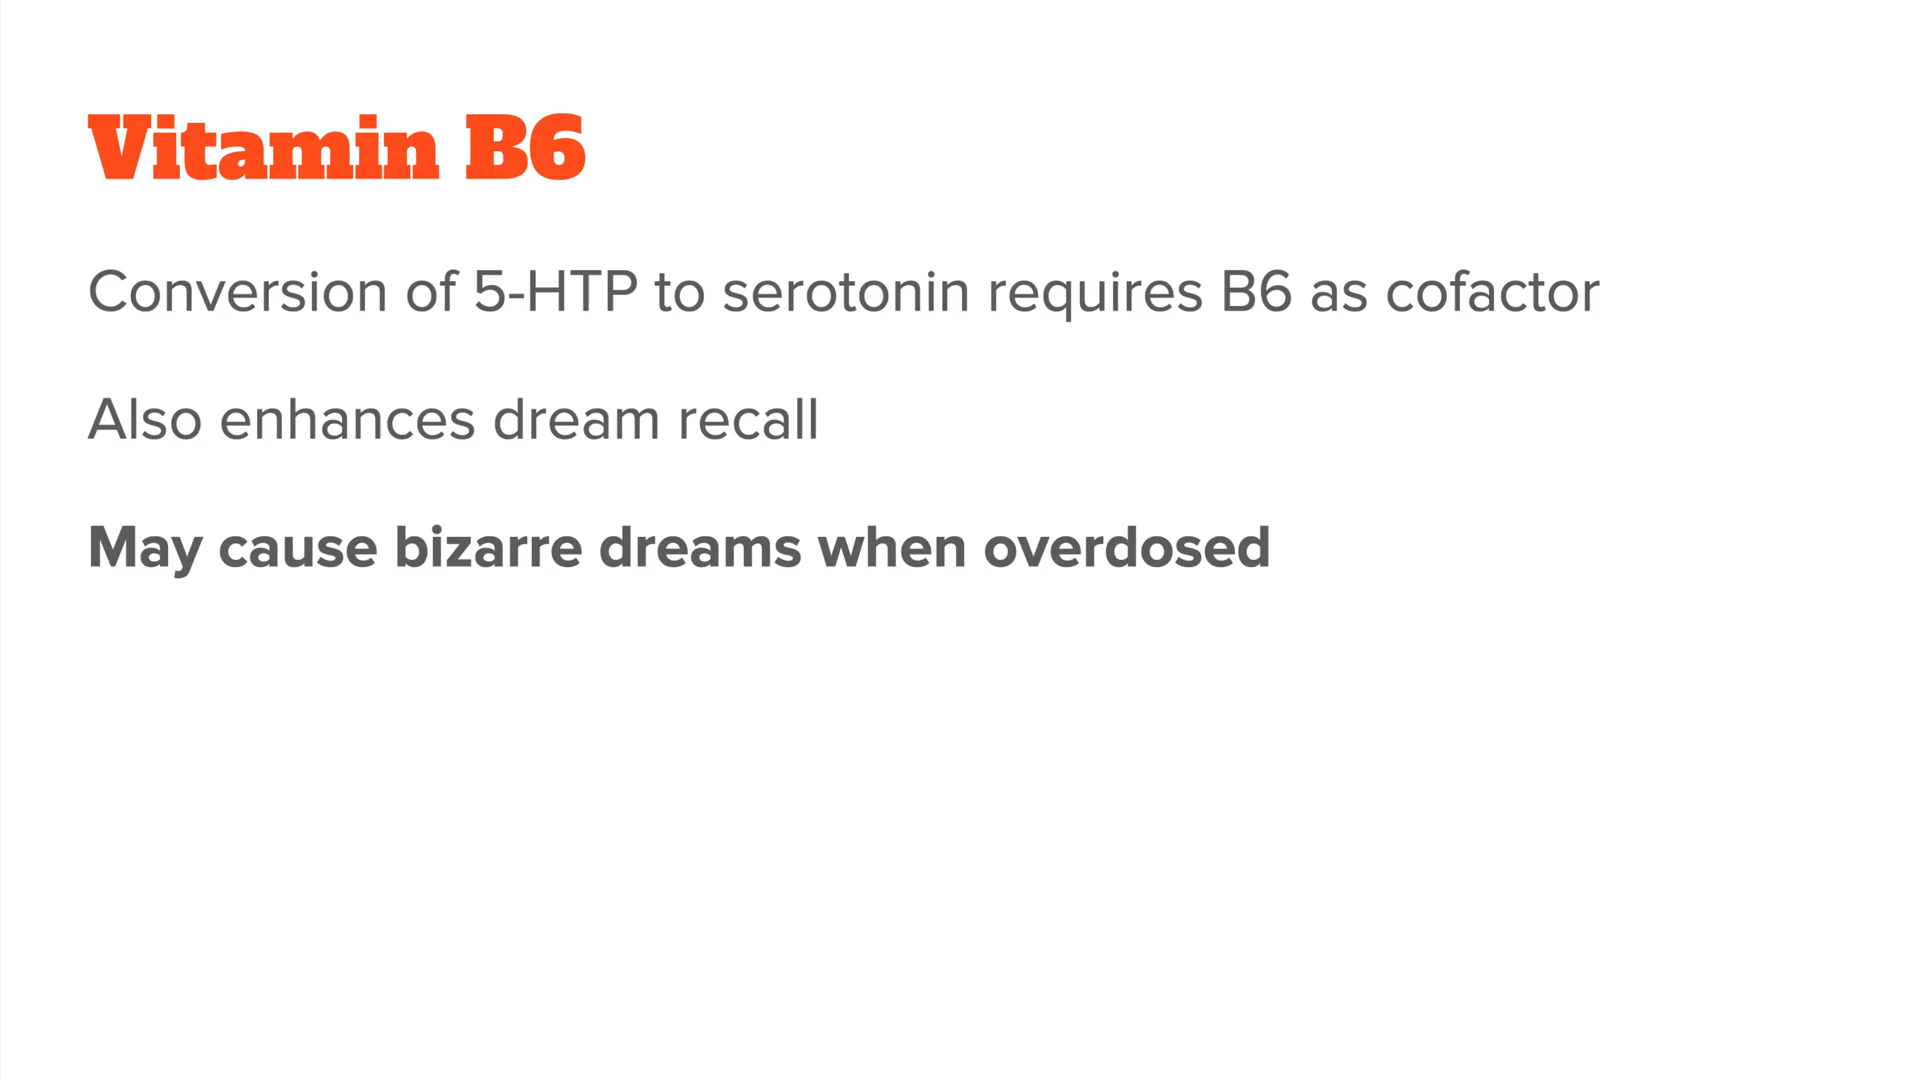 Vitamin B6
Conversion of 5-HTP to serotonin requires B6 as cofactor
Also enhances dream recall
May cause bizarre dreams when overdosed